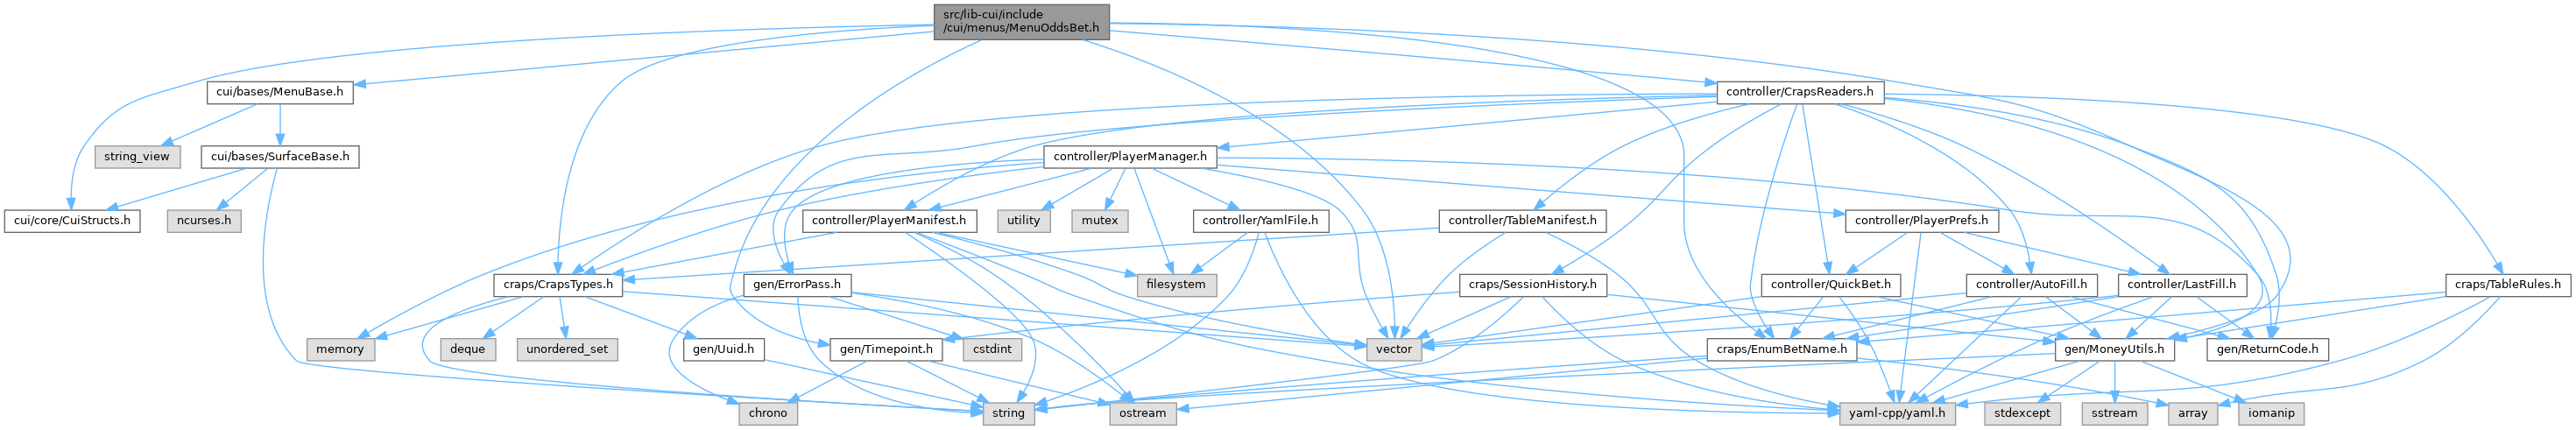 src/lib-cui/include
/cui/menus/MenuOddsBet.h
cui/bases/MenuBase.h
controller/CrapsReaders.h
string_view
cui/bases/SurfaceBase.h
controller/PlayerManager.h
cui/core/CuiStructs.h
ncurses.h
controller/PlayerManifest.h
utility
mutex
controller/YamlFile.h
controller/TableManifest.h
controller/PlayerPrefs.h
craps/CrapsTypes.h
gen/ErrorPass.h
filesystem
craps/SessionHistory.h
controller/QuickBet.h
controller/AutoFill.h
controller/LastFill.h
craps/TableRules.h
memory
deque
unordered_set
gen/Uuid.h
gen/Timepoint.h
cstdint
vector
craps/EnumBetName.h
gen/MoneyUtils.h
gen/ReturnCode.h
chrono
string
ostream
yaml-cpp/yaml.h
stdexcept
sstream
array
iomanip